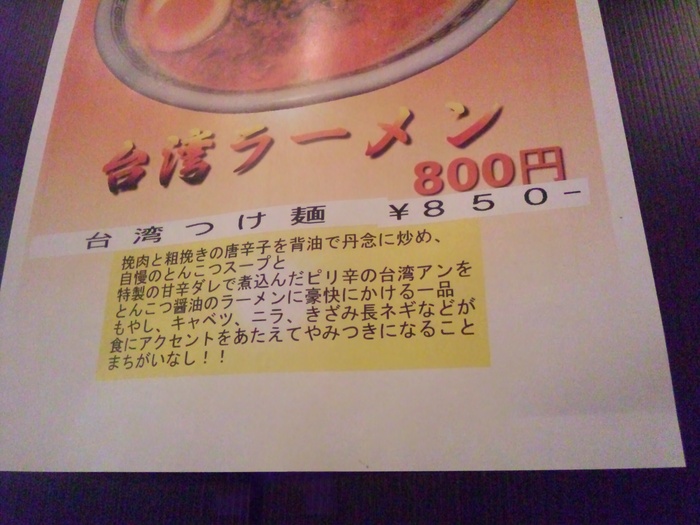 台湾ラーメン
800円
台湾つけ麺 ¥850-
挽肉と粗挽きの唐辛子を背油で丹念に炒め、
自慢のとんこつスープと
特製の甘辛ダレで煮込んだピリ辛の台湾アンを
とんこつ醤油のラーメンに豪快にかける一品
もやし、キャベツ、ニラ、きざみ長ネギなどが
食にアクセントをあたえてやみつきになること
まちがいなし！！